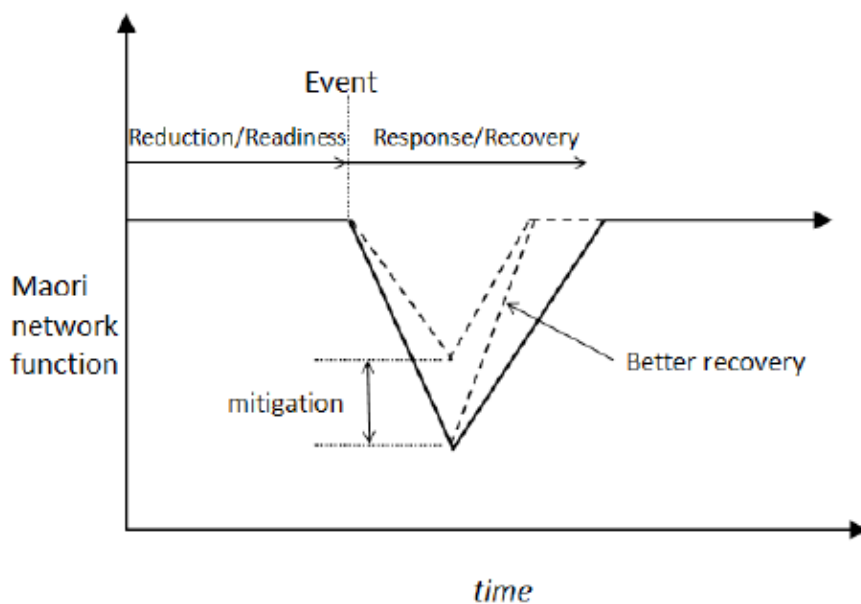 Event
Reduction/Readiness
Response/Recovery
Maori
network
function
Better recovery
mitigation
time